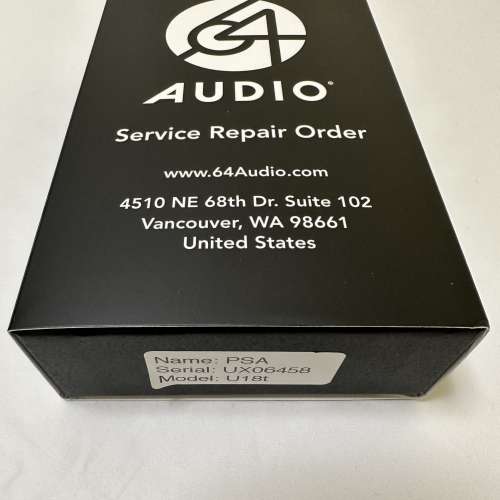 64
AUDIO
Service Repair Order
www.64Audio.com
4510 NE 68th Dr. Suite 102
Vancouver, WA 98661
United States
Name: PSA
Serial: UX06458
Model: U18t